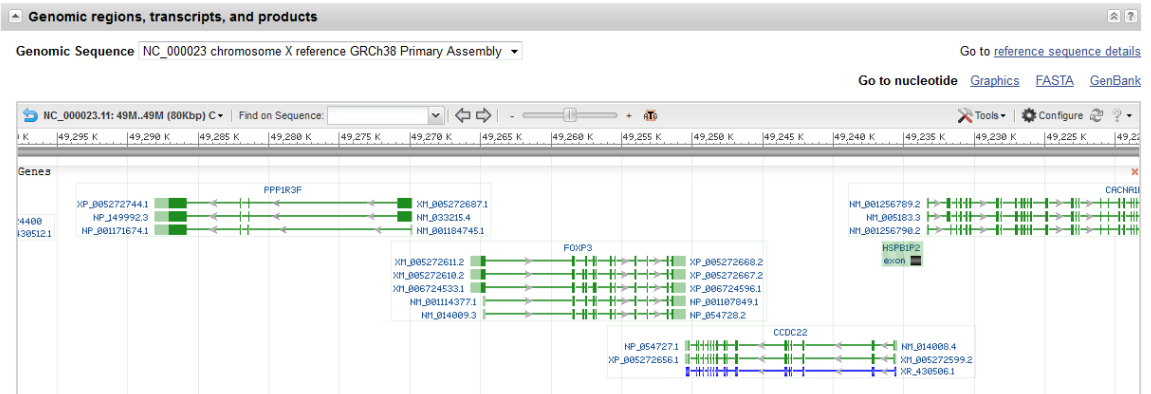 Genomic regions, transcripts, and products
Genomic Sequence NC_000023 chromosome X reference GRCh38 Primary Assembly
Go to reference sequence details
Go to nucleotide Graphics FASTA GenBank
NC_000023.11: 49M..49M (80Kbp) C Find on Sequence: - + Tools Configure ?
K 49,295 K 49,290 K 49,285 K 49,280 K 49,275 K 49,270 K 49,265 K 49,260 K 49,255 K 49,250 K 49,245 K 49,240 K 49,235 K 49,230 K 49,225 K 49,22
Genes
PPP1R3F CACNA1
XP_005272744.1 XM_005272687.1 NM_001256789.2
24400 NP_149992.3 NM_033215.4 NM_005183.3
430512.1 NP_001171674.1 NM_001184745.1 NM_001256790.2
FOXP3 HSPB1P2
XM_005272611.2 XP_005272668.2 exon
XM_005272610.2 XP_005272667.2
XM_006724533.1 XP_006724596.1
NM_001114377.1 NP_001107849.1
NM_014009.3 NP_054728.2
CCDC22
NP_054727.1 NM_014008.4
XP_005272656.1 XM_005272599.2
XR_430506.1